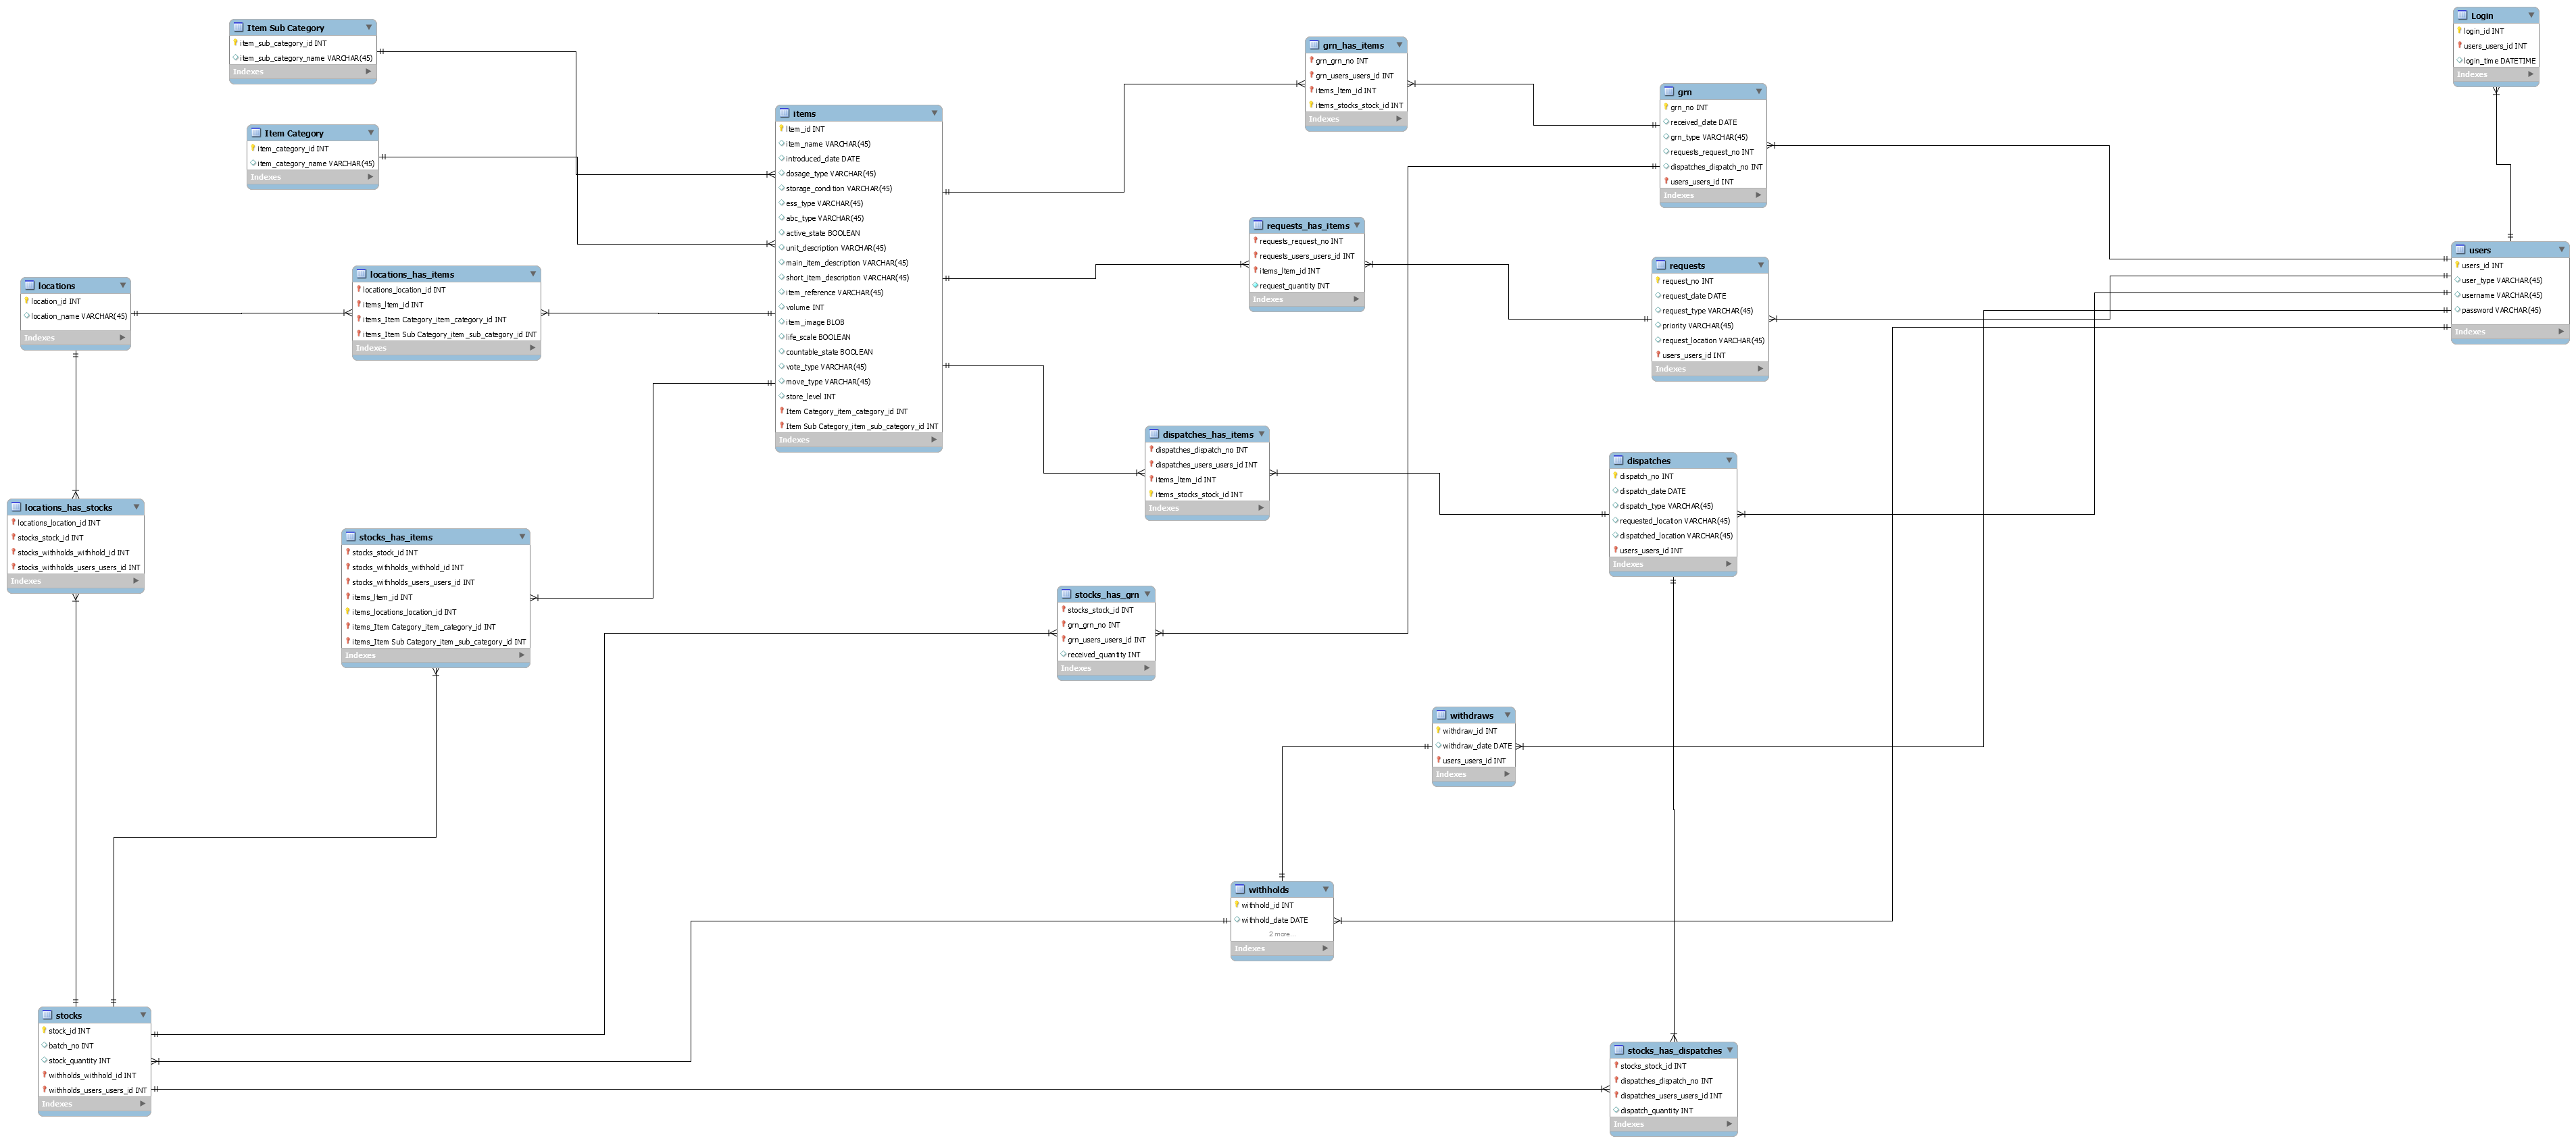 Item Sub Category
item_sub_category_id INT
item_sub_category_name VARCHAR(45)
Indexes
Item Category
item_category_id INT
item_category_name VARCHAR(45)
Indexes
locations
location_id INT
location_name VARCHAR(45)
Indexes
locations_has_items
locations_location_id INT
items_Item_id INT
items_Item Category_item_category_id INT
items_Item Sub Category_item_sub_category_id INT
Indexes
items
Item_id INT
item_name VARCHAR(45)
introduced_date DATE
dosage_type VARCHAR(45)
storage_condition VARCHAR(45)
ess_type VARCHAR(45)
abc_type VARCHAR(45)
active_state BOOLEAN
unit_description VARCHAR(45)
main_item_description VARCHAR(45)
short_item_description VARCHAR(45)
item_reference VARCHAR(45)
volume INT
item_image BLOB
life_scale BOOLEAN
countable_state BOOLEAN
vote_type VARCHAR(45)
move_type VARCHAR(45)
store_level INT
Item Category_item_category_id INT
Item Sub Category_item_sub_category_id INT
Indexes
grn_has_items
grn_grn_no INT
grn_users_users_id INT
items_Item_id INT
items_stocks_stock_id INT
Indexes
grn
grn_no INT
received_date DATE
grn_type VARCHAR(45)
requests_request_no INT
dispatches_dispatch_no INT
users_users_id INT
Indexes
Login
login_id INT
users_users_id INT
login_time DATETIME
Indexes
requests_has_items
requests_request_no INT
requests_users_users_id INT
items_Item_id INT
request_quantity INT
Indexes
requests
request_no INT
request_date DATE
request_type VARCHAR(45)
priority VARCHAR(45)
request_location VARCHAR(45)
users_users_id INT
Indexes
users
users_id INT
user_type VARCHAR(45)
username VARCHAR(45)
password VARCHAR(45)
Indexes
dispatches_has_items
dispatches_dispatch_no INT
dispatches_users_users_id INT
items_Item_id INT
items_stocks_stock_id INT
Indexes
dispatches
dispatch_no INT
dispatch_date DATE
dispatch_type VARCHAR(45)
requested_location VARCHAR(45)
dispatched_location VARCHAR(45)
users_users_id INT
Indexes
locations_has_stocks
locations_location_id INT
stocks_stock_id INT
stocks_withholds_withhold_id INT
stocks_withholds_users_users_id INT
Indexes
stocks_has_items
stocks_stock_id INT
stocks_withholds_withhold_id INT
stocks_withholds_users_users_id INT
items_Item_id INT
items_locations_location_id INT
items_Item Category_item_category_id INT
items_Item Sub Category_item_sub_category_id INT
Indexes
stocks_has_grn
stocks_stock_id INT
grn_grn_no INT
grn_users_users_id INT
received_quantity INT
Indexes
withdraws
withdraw_id INT
withdraw_date DATE
users_users_id INT
Indexes
withholds
withhold_id INT
withhold_date DATE
2 more...
Indexes
stocks
stock_id INT
batch_no INT
stock_quantity INT
withholds_withhold_id INT
withholds_users_users_id INT
Indexes
stocks_has_dispatches
stocks_stock_id INT
dispatches_dispatch_no INT
dispatches_users_users_id INT
dispatch_quantity INT
Indexes